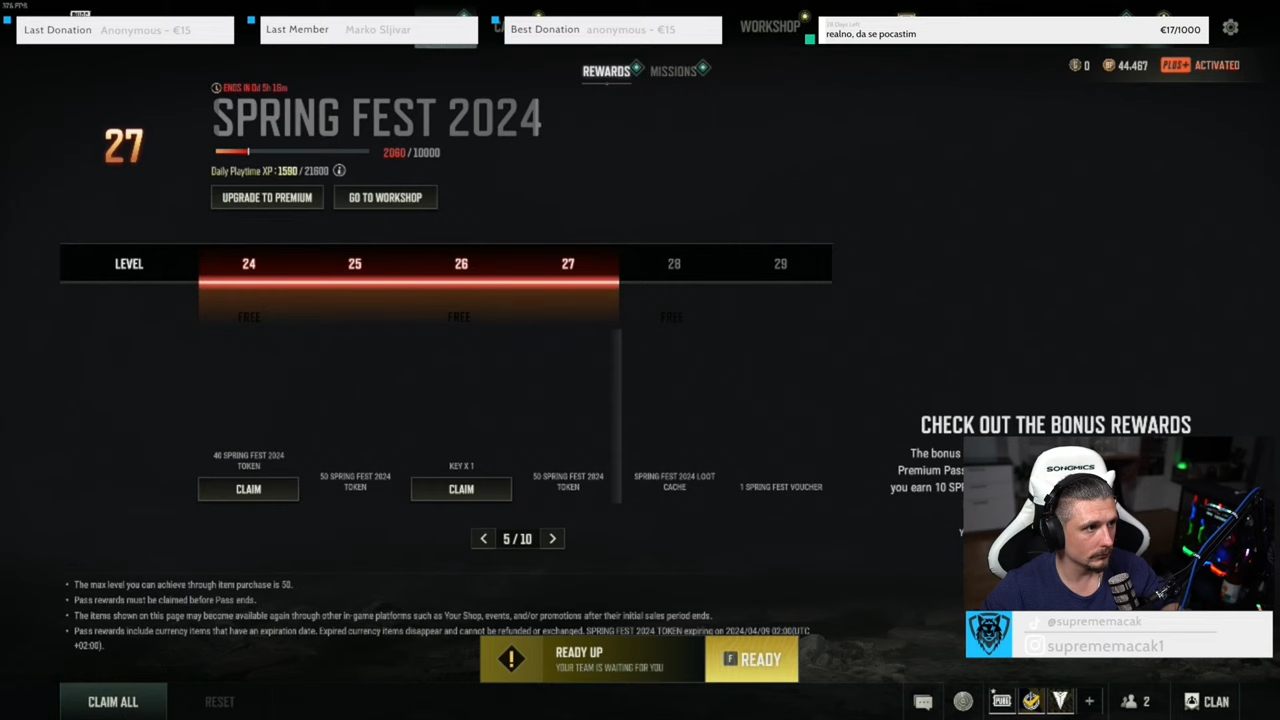 Last Donation Anonymous - €15
Last Member Marko Sljivar
Best Donation anonymous - €15
WORKSHOP
28 Days Left
realno, da se pocastim
€17/1000
REWARDS MISSIONS
0 44.467 PLUS+ ACTIVATED
ENDS IN 0d 5h 16m
SPRING FEST 2024
27
2060 / 10000
Daily Playtime XP : 1590 / 21600
UPGRADE TO PREMIUM GO TO WORKSHOP
LEVEL 24 25 26 27 28 29
FREE FREE FREE
40 SPRING FEST 2024
TOKEN
CLAIM
50 SPRING FEST 2024
TOKEN
KEY X 1
CLAIM
50 SPRING FEST 2024
TOKEN
SPRING FEST 2024 LOOT
CACHE
1 SPRING FEST VOUCHER
5 / 10
CHECK OUT THE BONUS REWARDS
The bonus
Premium Pas
you earn 10 SP
• The max level you can achieve through item purchase is 50.
• Pass rewards must be claimed before Pass ends.
• The items shown on this page may become available again through other in-game platforms such as Your Shop, events, and/or promotions after their initial sales period ends.
• Pass rewards include currency items that have an expiration date. Expired currency items disappear and cannot be refunded or exchanged. SPRING FEST 2024 TOKEN expiring on 2024/04/09 02:00(UTC
+02:00).
READY UP
YOUR TEAM IS WAITING FOR YOU
F READY
SONGMICS
@suprememacak
suprememacak1
CLAIM ALL RESET
PUBG
2
CLAN